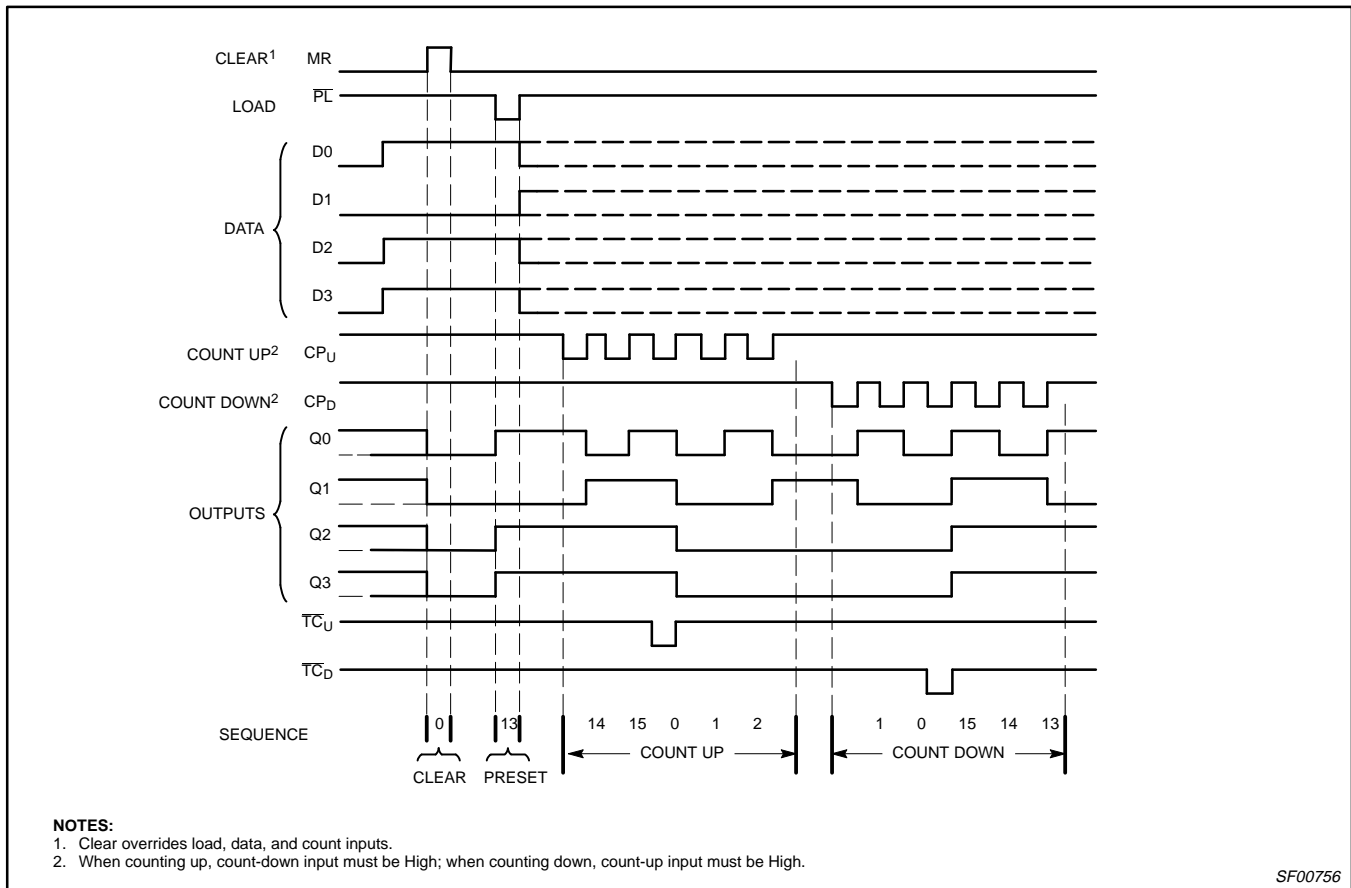 CLEAR1 MR
LOAD PL
D0
D1
DATA
D2
D3
COUNT UP2 CPU
COUNT DOWN2 CPD
Q0
Q1
OUTPUTS
Q2
Q3
TCU
TCD
SEQUENCE 0 13 14 15 0 1 2 1 0 15 14 13
COUNT UP COUNT DOWN
CLEAR PRESET
NOTES:
1. Clear overrides load, data, and count inputs.
2. When counting up, count-down input must be High; when counting down, count-up input must be High.
SF00756